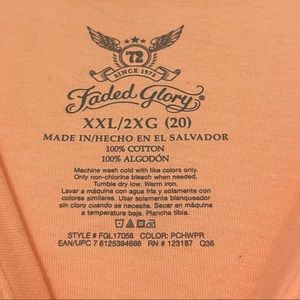 '72
SINCE 1972
Faded Glory®
XXL/2XG (20)
MADE IN/HECHO EN EL SALVADOR
100% COTTON
100% ALGODÓN
Machine wash cold with like colors only.
Only non-chlorine bleach when needed.
Tumble dry low, Warm iron.
Lavar a máquina con agua fría y solamente con
colores similares. Usar solamente blanqueador
sin cloro cuando se necesite. Secar en máquina
a temperatura baja. Plancha tibia.
STYLE # FGL17056 COLOR: PCHWPR
EAN/UPC 7 6125394666 RN # 123187 Q36